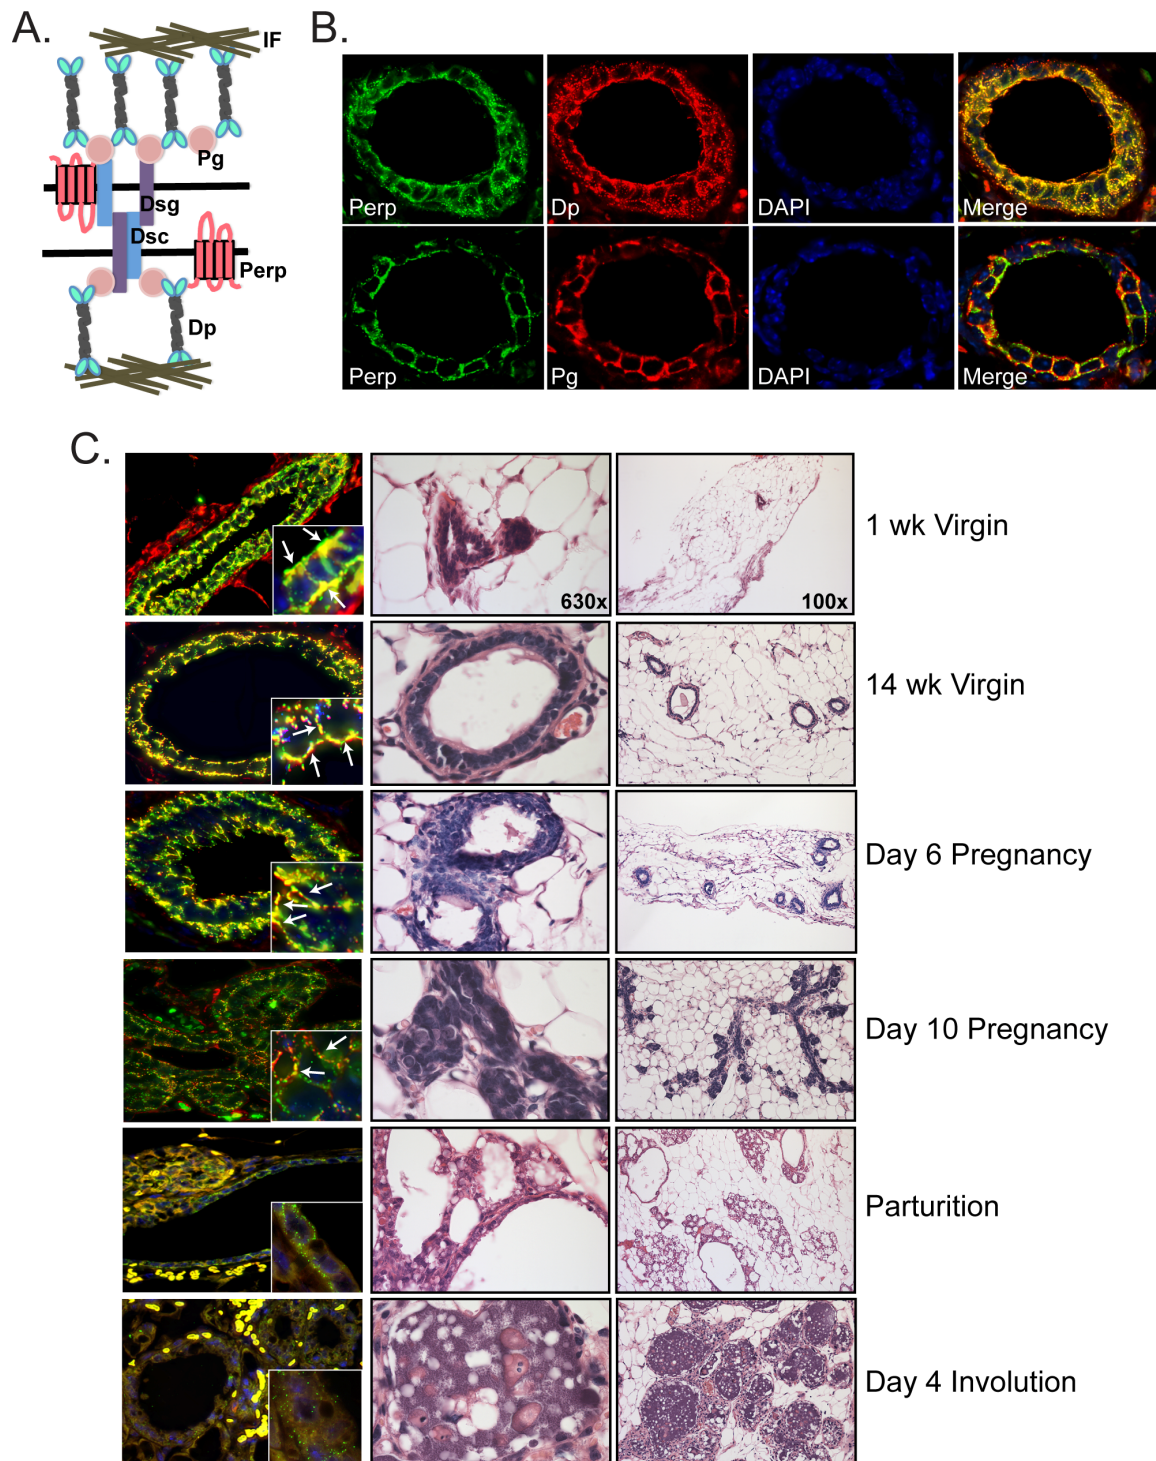 A.
IF
Pg
Dsg
Dsc
Perp
Dp
B.
Perp
Dp
DAPI
Merge
Perp
Pg
DAPI
Merge
C.
630x
100x
1 wk Virgin
14 wk Virgin
Day 6 Pregnancy
Day 10 Pregnancy
Parturition
Day 4 Involution